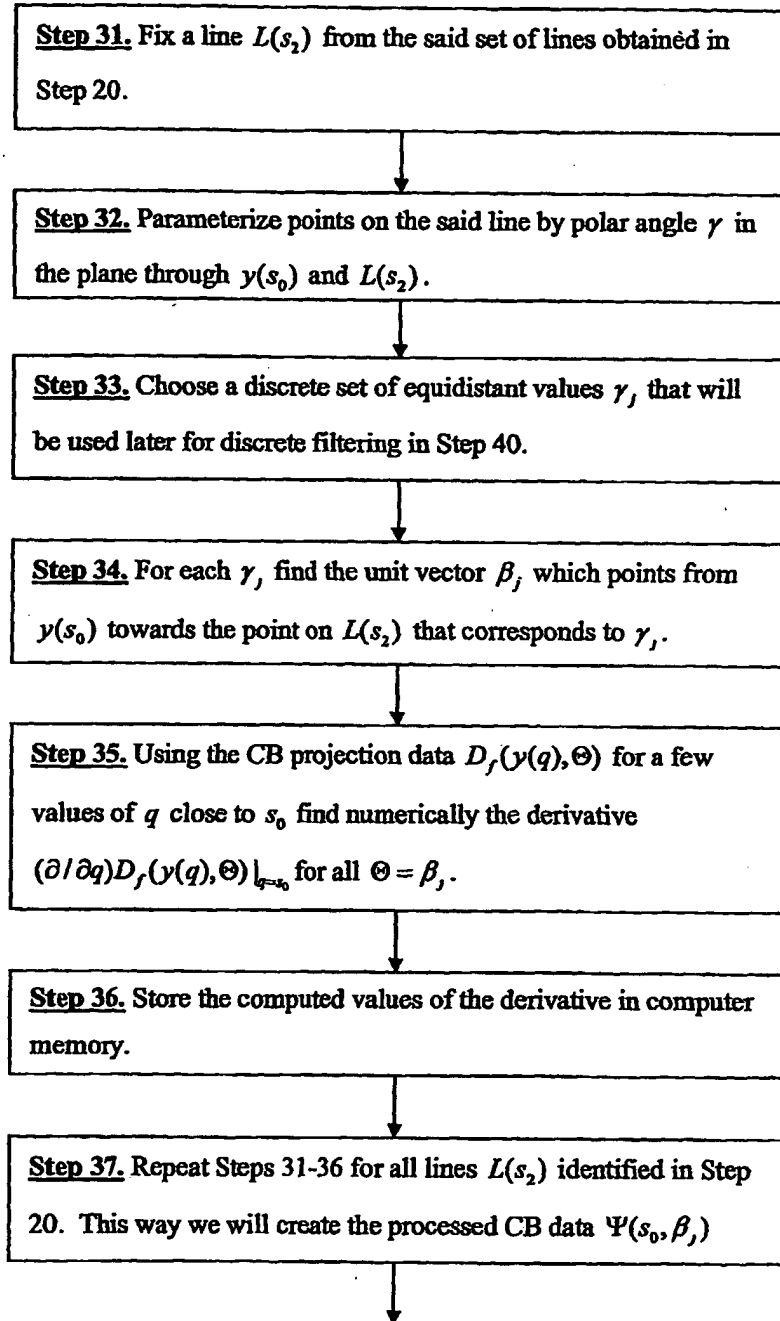 Step 31. Fix a line L(s₂) from the said set of lines obtained in
Step 20.
Step 32. Parameterize points on the said line by polar angle γ in
the plane through y(s₀) and L(s₂).
Step 33. Choose a discrete set of equidistant values γⱼ that will
be used later for discrete filtering in Step 40.
Step 34. For each γⱼ find the unit vector βⱼ which points from
y(s₀) towards the point on L(s₂) that corresponds to γⱼ.
Step 35. Using the CB projection data D_f(y(q),Θ) for a few
values of q close to s₀ find numerically the derivative
(∂/∂q)D_f(y(q),Θ)|_{q=s₀} for all Θ = βⱼ.
Step 36. Store the computed values of the derivative in computer
memory.
Step 37. Repeat Steps 31-36 for all lines L(s₂) identified in Step
20. This way we will create the processed CB data Ψ(s₀,βⱼ)